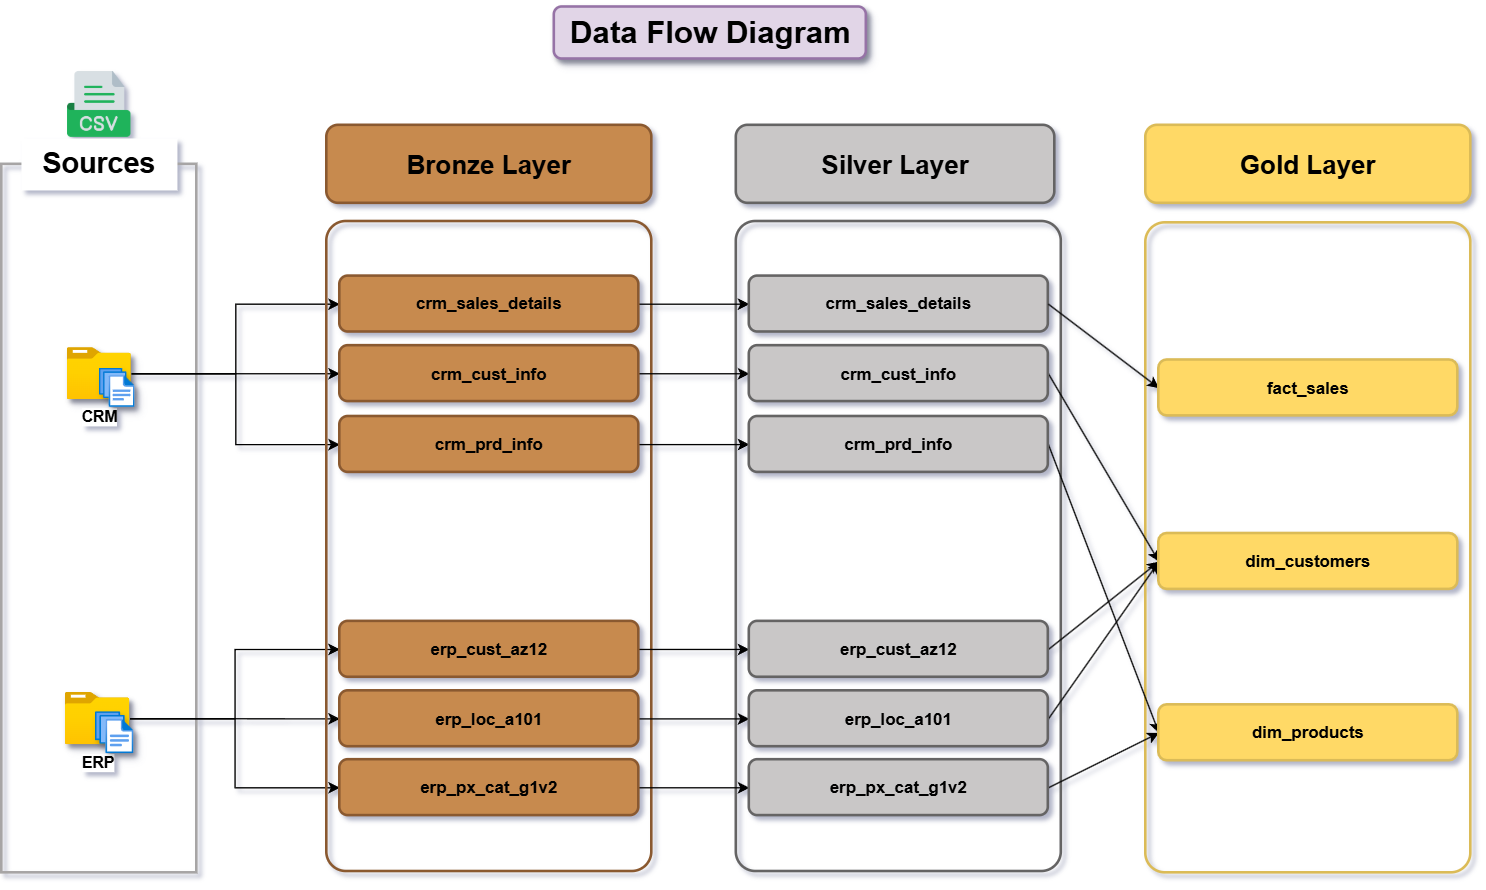 Data Flow Diagram
CSV
Sources
CRM
ERP
Bronze Layer
crm_sales_details
crm_cust_info
crm_prd_info
erp_cust_az12
erp_loc_a101
erp_px_cat_g1v2
Silver Layer
crm_sales_details
crm_cust_info
crm_prd_info
erp_cust_az12
erp_loc_a101
erp_px_cat_g1v2
Gold Layer
fact_sales
dim_customers
dim_products